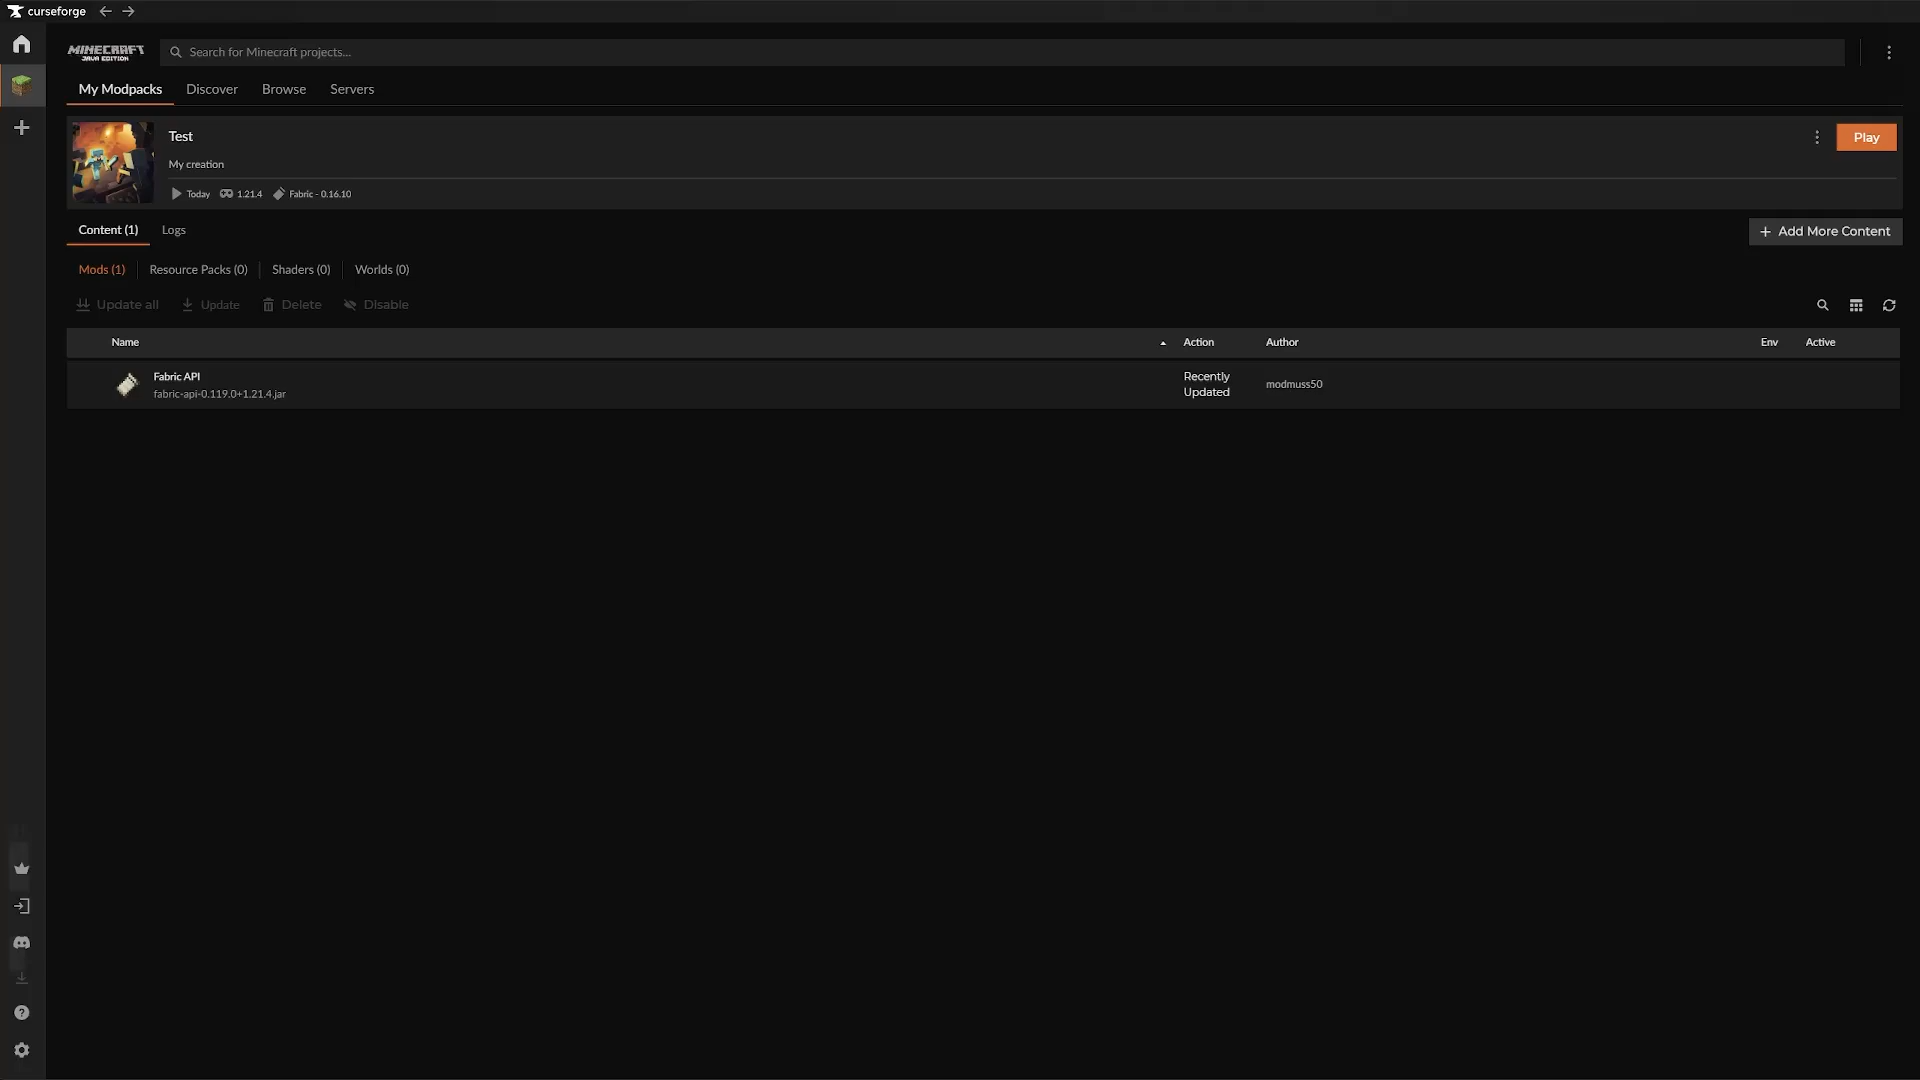 curseforge
MINECRAFT
JAVA EDITION
Search for Minecraft projects...
My Modpacks Discover Browse Servers
Test
Play
My creation
Today 1.21.4 Fabric - 0.16.10
Content (1) Logs
Add More Content
Mods (1) Resource Packs (0) Shaders (0) Worlds (0)
Update all Update Delete Disable
Name Action Author Env Active
Fabric API
fabric-api-0.119.0+1.21.4.jar
Recently
Updated
modmuss50